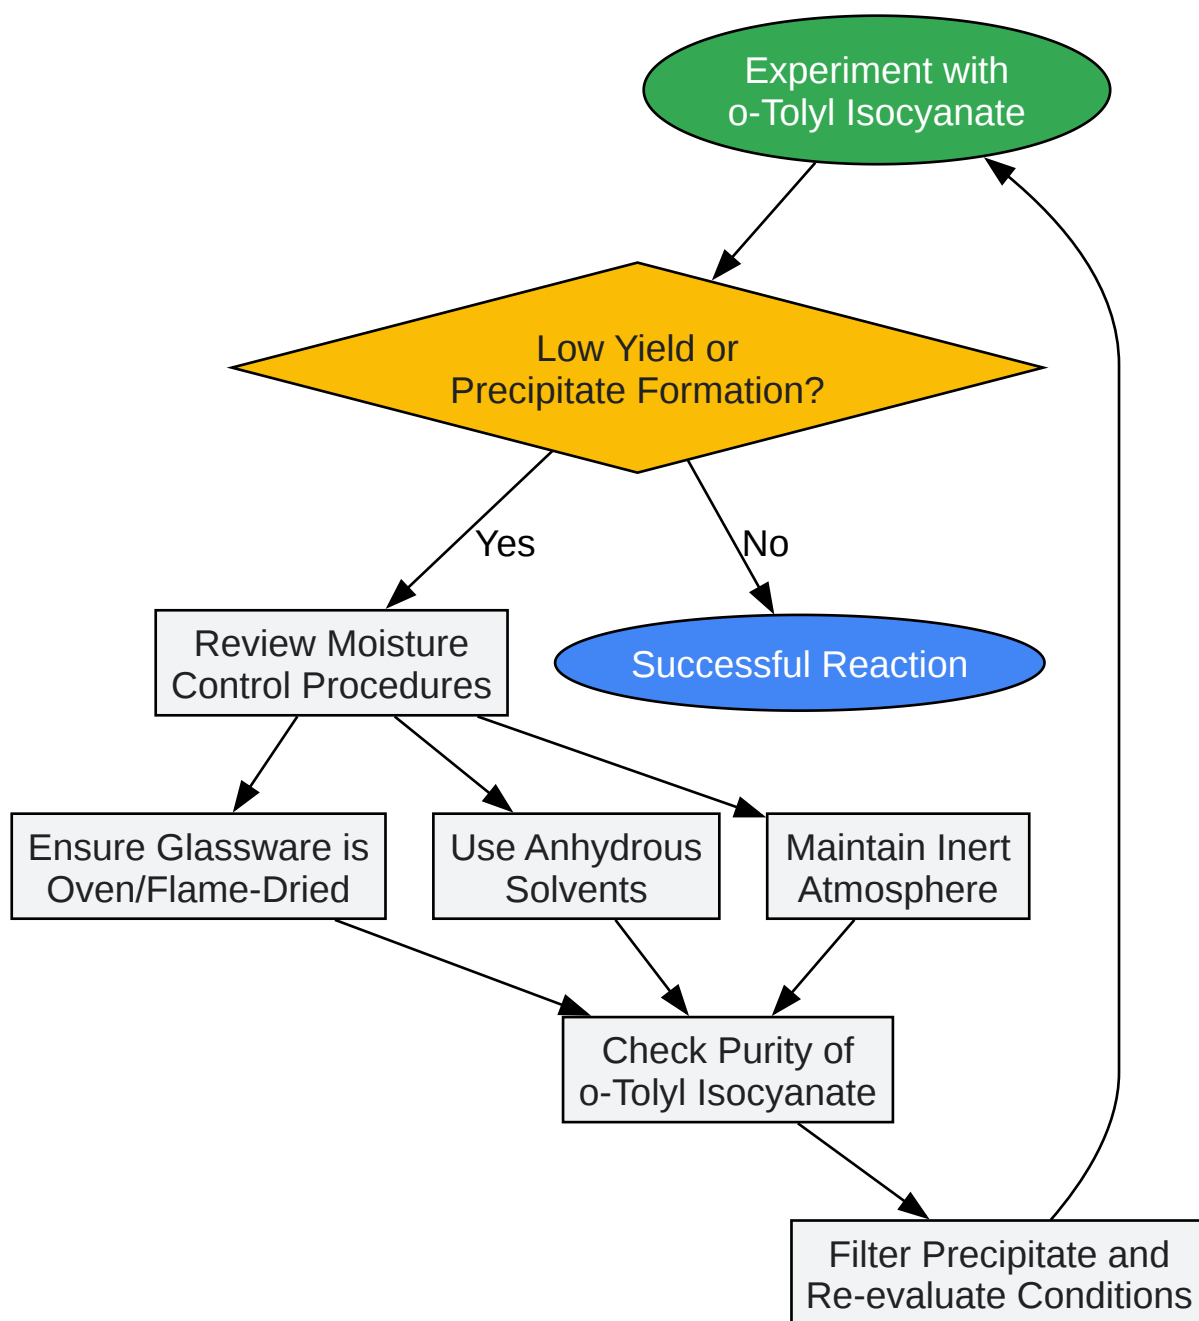 Experiment with
o-Tolyl Isocyanate
Low Yield or
Precipitate Formation?
Yes
No
Review Moisture
Control Procedures
Successful Reaction
Ensure Glassware is
Oven/Flame-Dried
Use Anhydrous
Solvents
Maintain Inert
Atmosphere
Check Purity of
o-Tolyl Isocyanate
Filter Precipitate and
Re-evaluate Conditions